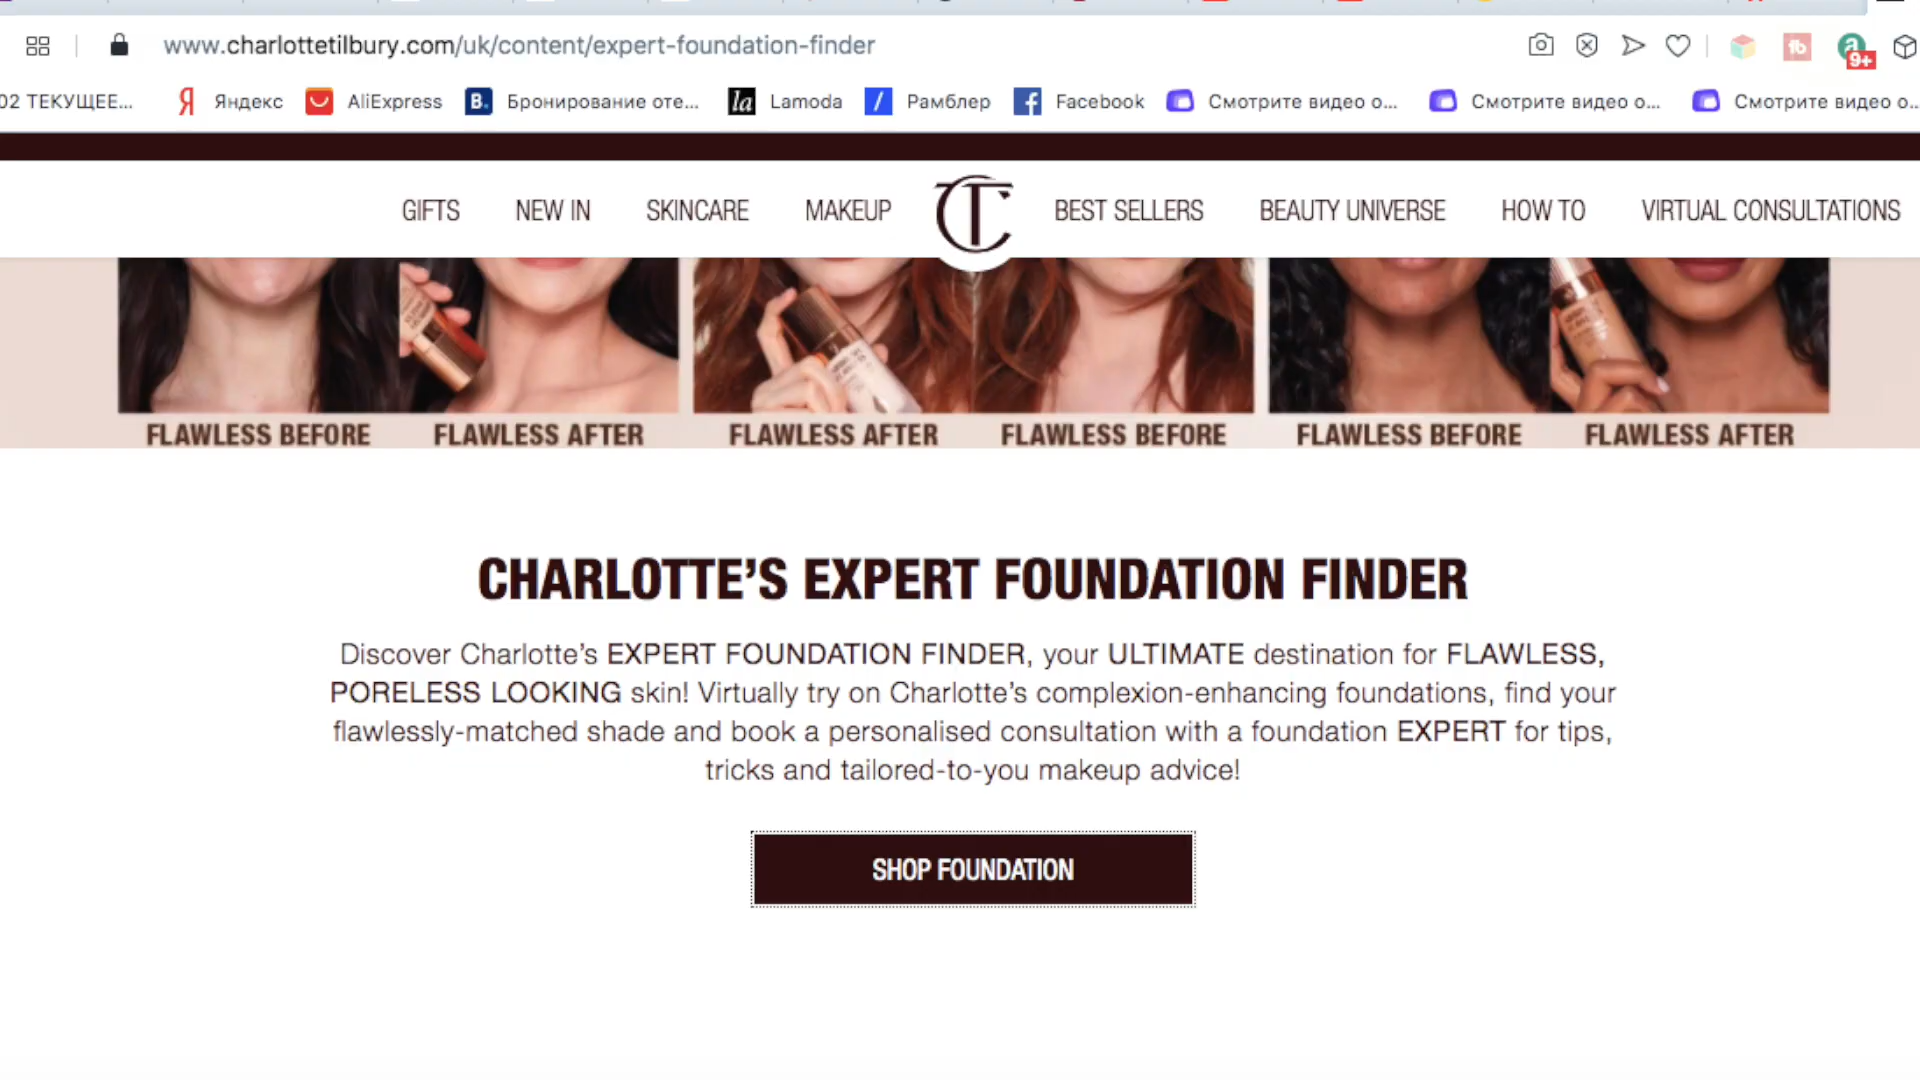 www.charlottetilbury.com/uk/content/expert-foundation-finder
9+
02 ТЕКУЩЕЕ... Яндекс AliExpress B. Бронирование оте... la Lamoda Рамблер Facebook Смотрите видео о... Смотрите видео о... Смотрите видео о...
GIFTS NEW IN SKINCARE MAKEUP CT BEST SELLERS BEAUTY UNIVERSE HOW TO VIRTUAL CONSULTATIONS
FLAWLESS BEFORE FLAWLESS AFTER FLAWLESS AFTER FLAWLESS BEFORE FLAWLESS BEFORE FLAWLESS AFTER
CHARLOTTE’S EXPERT FOUNDATION FINDER
Discover Charlotte’s EXPERT FOUNDATION FINDER, your ULTIMATE destination for FLAWLESS,
PORELESS LOOKING skin! Virtually try on Charlotte’s complexion-enhancing foundations, find your
flawlessly-matched shade and book a personalised consultation with a foundation EXPERT for tips,
tricks and tailored-to-you makeup advice!
SHOP FOUNDATION